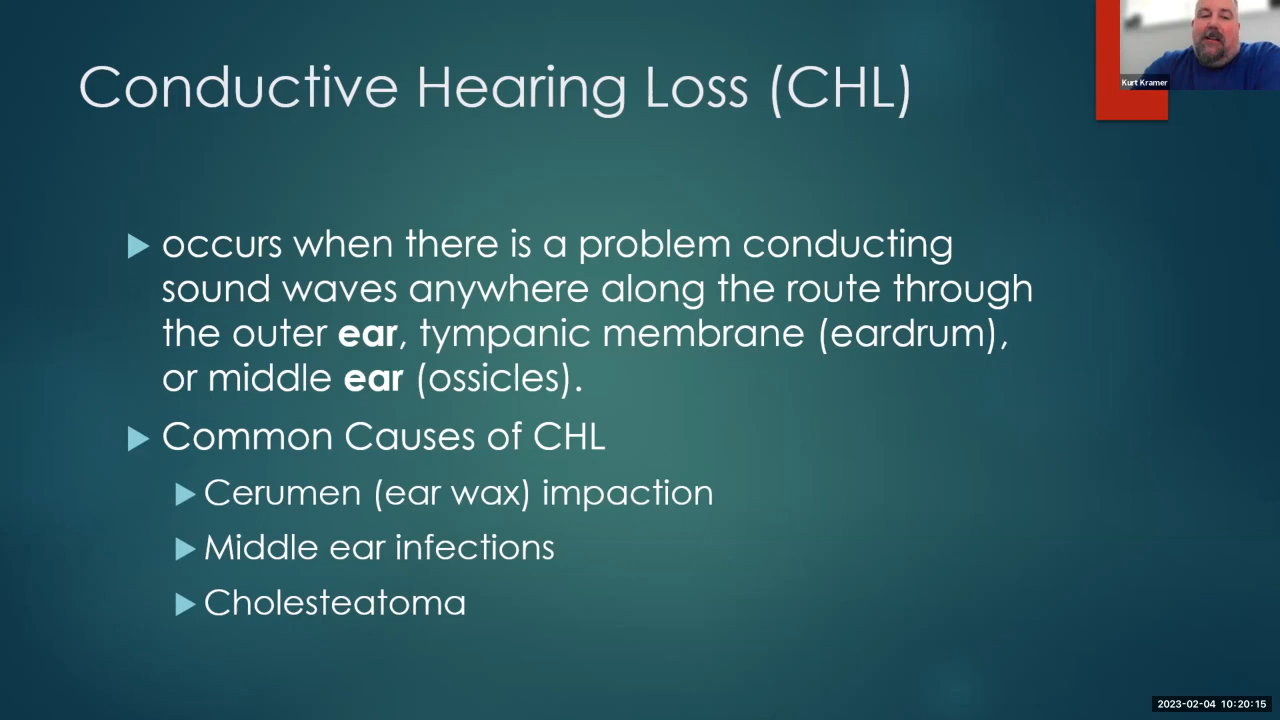 Conductive Hearing Loss (CHL)
Kurt Kramer
occurs when there is a problem conducting
sound waves anywhere along the route through
the outer ear, tympanic membrane (eardrum),
or middle ear (ossicles).
Common Causes of CHL
Cerumen (ear wax) impaction
Middle ear infections
Cholesteatoma
2023-02-04 10:20:15